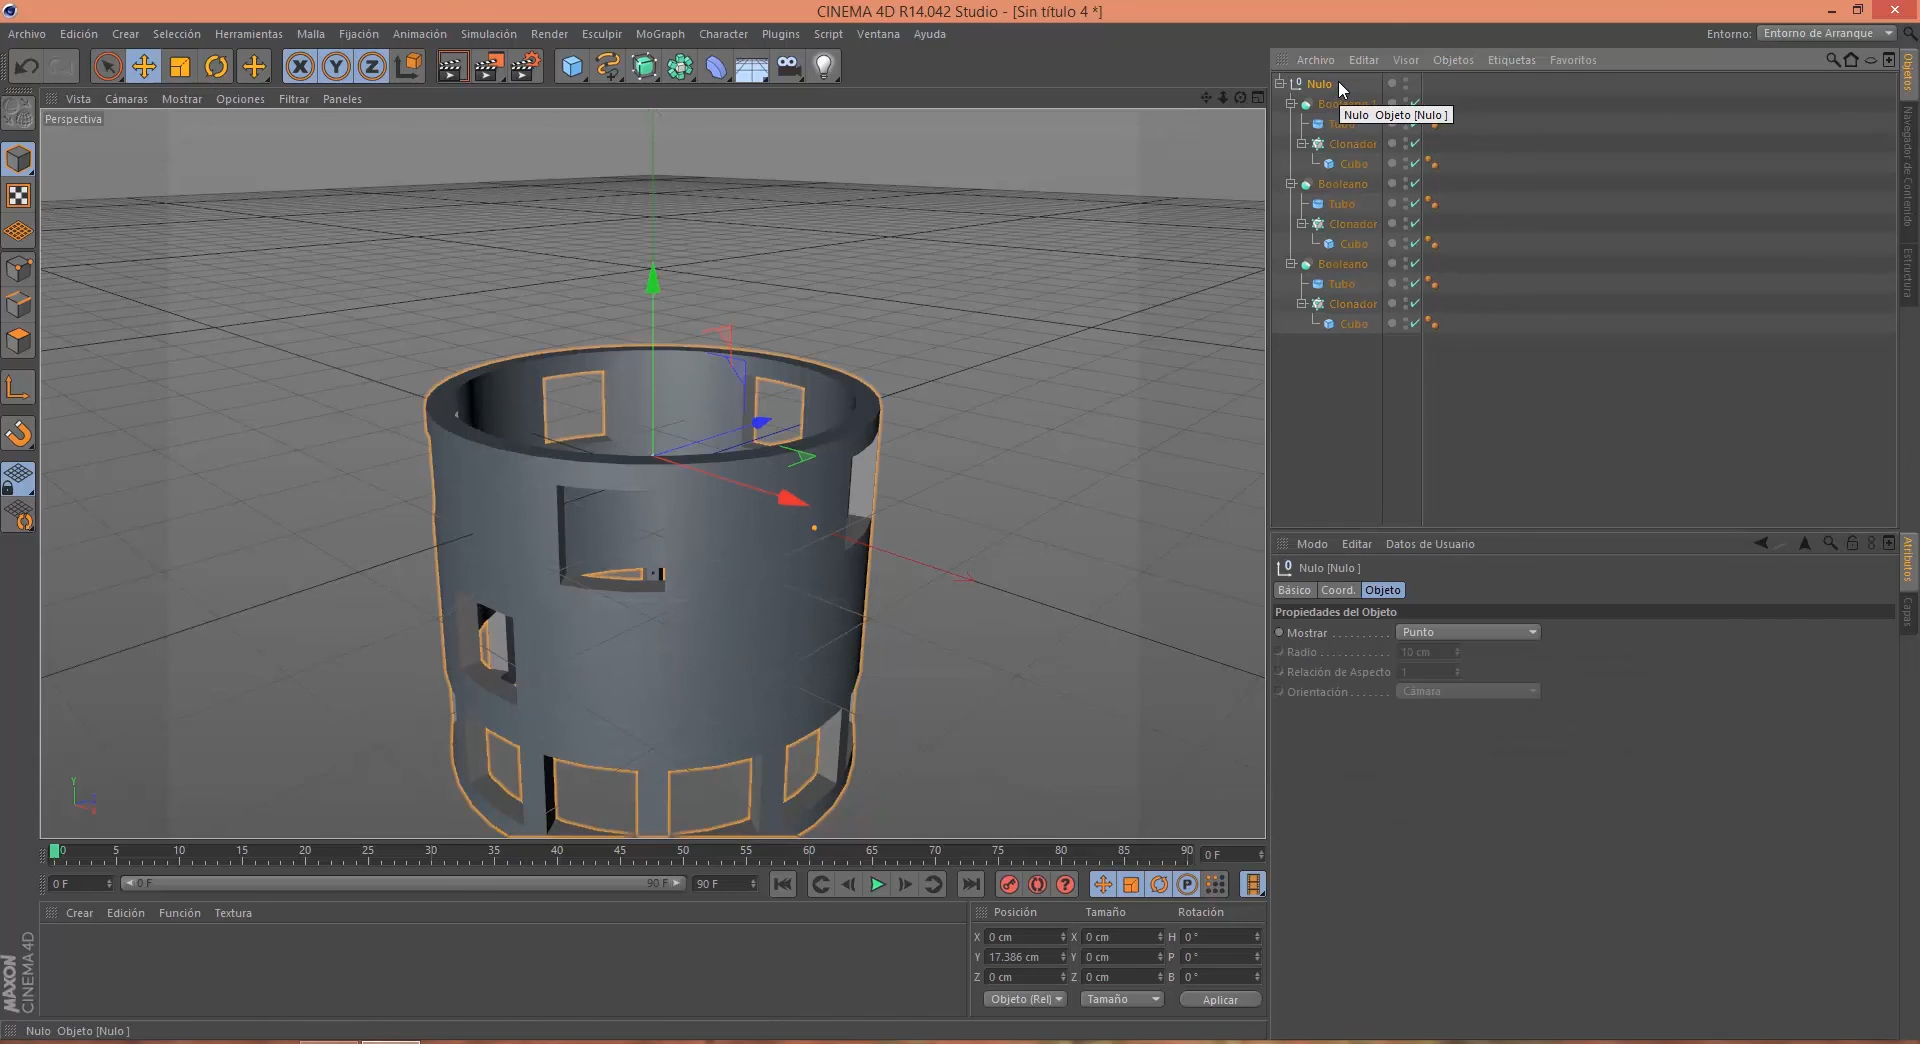 CINEMA 4D R14.042 Studio - [Sin título 4 *]
Archivo Edición Crear Selección Herramientas Malla Fijación Animación Simulación Render Esculpir MoGraph Character Plugins Script Ventana Ayuda Entorno: Entorno de Arranque
Vista Cámaras Mostrar Opciones Filtrar Paneles
Perspectiva
Archivo Editar Visor Objetos Etiquetas Favoritos
Nulo
Nulo Objeto [Nulo ]
Clonador
Cubo
Booleano
Tubo
Clonador
Cubo
Booleano
Tubo
Clonador
Cubo
Objetos
Navegador de Contenido
Estructura
Modo Editar Datos de Usuario
Nulo [Nulo ]
Básico Coord. Objeto
Propiedades del Objeto
Mostrar Punto
Radio 10 cm
Relación de Aspecto 1
Orientación Cámara
Atributos
Capas
Y
0 5 10 15 20 25 30 35 40 45 50 55 60 65 70 75 80 85 90 0 F
0 F 0 F 90 F 90 F
Crear Edición Función Textura
Posición Tamaño Rotación
X 0 cm X 0 cm H 0 °
Y 17.386 cm Y 0 cm P 0 °
Z 0 cm Z 0 cm B 0 °
Objeto (Rel) Tamaño Aplicar
MAXON
CINEMA 4D
Nulo Objeto [Nulo ]